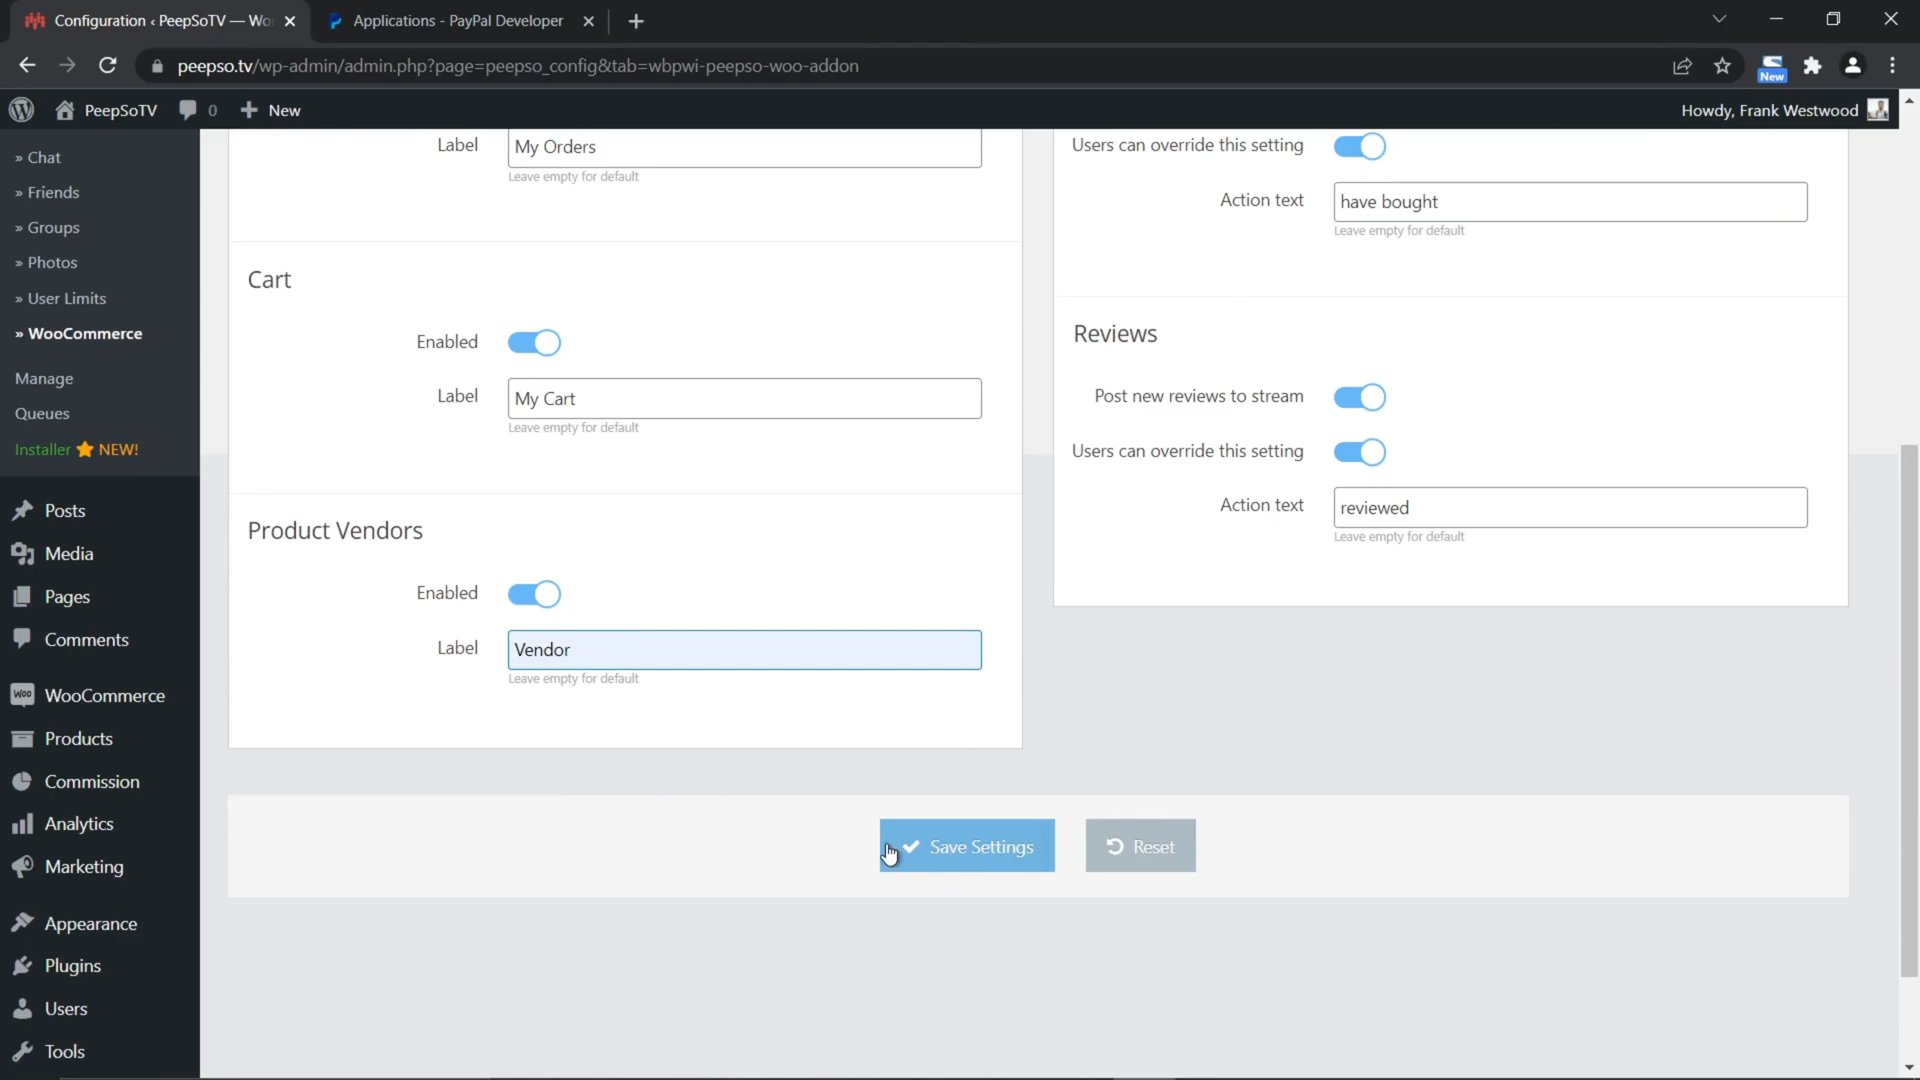 Configuration ‹ PeepSoTV — Wo
Applications - PayPal Developer
peepso.tv/wp-admin/admin.php?page=peepso_config&tab=wbpwi-peepso-woo-addon
New
PeepSoTV
0
New
Howdy, Frank Westwood
» Chat
» Friends
» Groups
» Photos
» User Limits
» WooCommerce
Manage
Queues
Installer ⭐ NEW!
Posts
Media
Pages
Comments
Woo WooCommerce
Products
Commission
Analytics
Marketing
Appearance
Plugins
Users
Tools
Label My Orders
Leave empty for default
Cart
Enabled
Label My Cart
Leave empty for default
Product Vendors
Enabled
Label Vendor
Leave empty for default
Users can override this setting
Action text have bought
Leave empty for default
Reviews
Post new reviews to stream
Users can override this setting
Action text reviewed
Leave empty for default
Save Settings
Reset